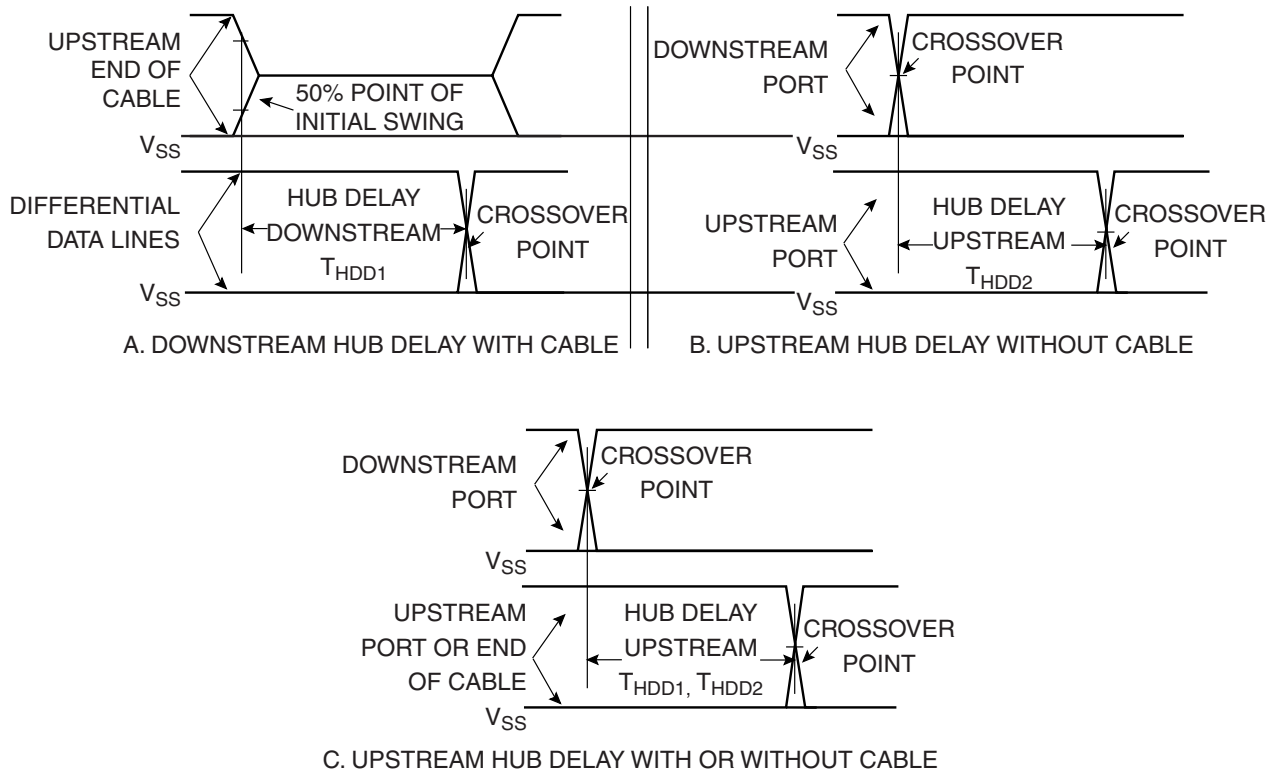 UPSTREAM
END OF
CABLE
50% POINT OF
INITIAL SWING
VSS
DIFFERENTIAL
DATA LINES
HUB DELAY
DOWNSTREAM
THDD1
CROSSOVER
POINT
VSS
A. DOWNSTREAM HUB DELAY WITH CABLE
DOWNSTREAM
PORT
CROSSOVER
POINT
VSS
UPSTREAM
PORT
HUB DELAY
UPSTREAM
THDD2
CROSSOVER
POINT
VSS
B. UPSTREAM HUB DELAY WITHOUT CABLE
DOWNSTREAM
PORT
CROSSOVER
POINT
VSS
UPSTREAM
PORT OR END
OF CABLE
HUB DELAY
UPSTREAM
THDD1, THDD2
CROSSOVER
POINT
VSS
C. UPSTREAM HUB DELAY WITH OR WITHOUT CABLE